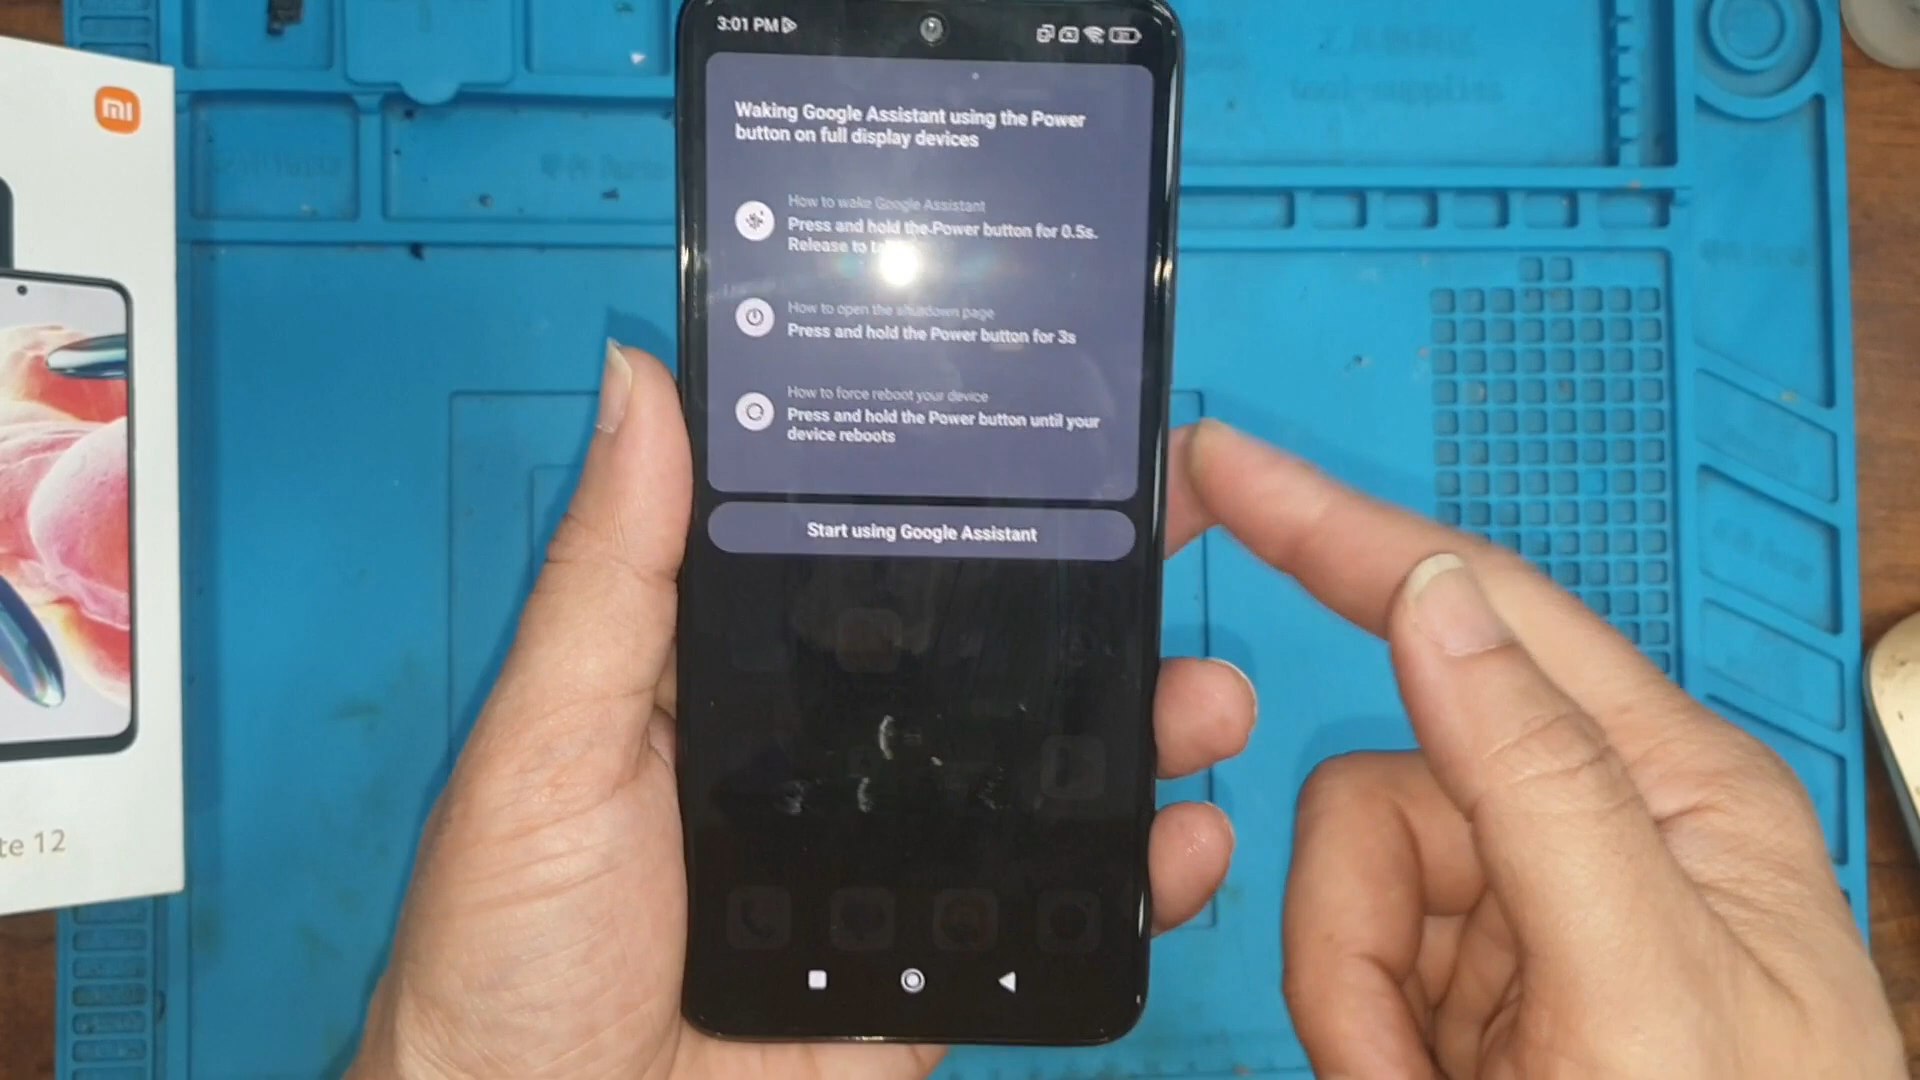 3:01 PM
Waking Google Assistant using the Power
button on full display devices
How to wake Google Assistant
Press and hold the Power button for 0.5s.
Release to
How to open the shutdown page
Press and hold the Power button for 3s
How to force reboot your device
Press and hold the Power button until your
device reboots
Start using Google Assistant
mi
te 12